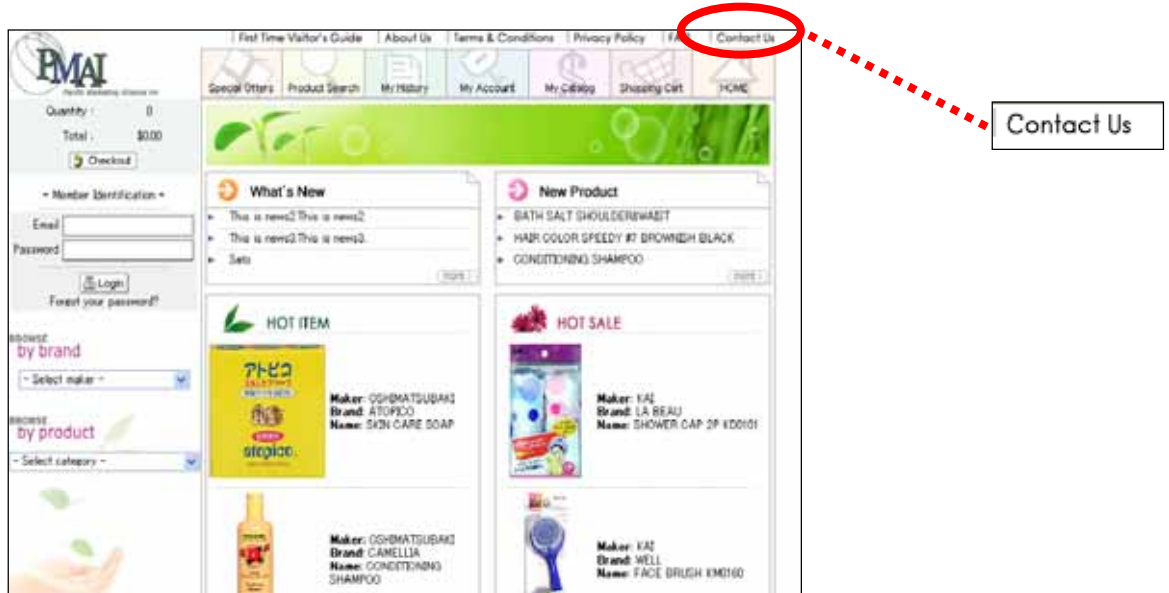 First Time Visitor's Guide | About Us | Terms & Conditions | Privacy Policy | FAQ | Contact Us
PMAI
Special Offers Product Search My History My Account My Catalog Shopping Cart HOME
Quantity : 0
Total : $0.00
Checkout
- Member Identification -
Email
Password
Login
Forgot your password?
BROWSE
by brand
- Select maker -
BROWSE
by product
- Select category -
What's New
This is news2.This is news2.
This is news3.This is news3.
Sets
more
New Product
BATH SALT SHOULDER&WAIST
HAIR COLOR SPEEDY #7 BROWNISH BLACK
CONDITIONING SHAMPOO
more
HOT ITEM
アトピコ
atopico.
Maker: OSHIMATSUBAKI
Brand: ATOPICO
Name: SKIN CARE SOAP
Maker: OSHIMATSUBAKI
Brand: CAMELLIA
Name: CONDITIONING
SHAMPOO
HOT SALE
Maker: KAI
Brand: LA BEAU
Name: SHOWER CAP 2P KD0101
Maker: KAI
Brand: WELL
Name: FACE BRUSH KM0160
Contact Us